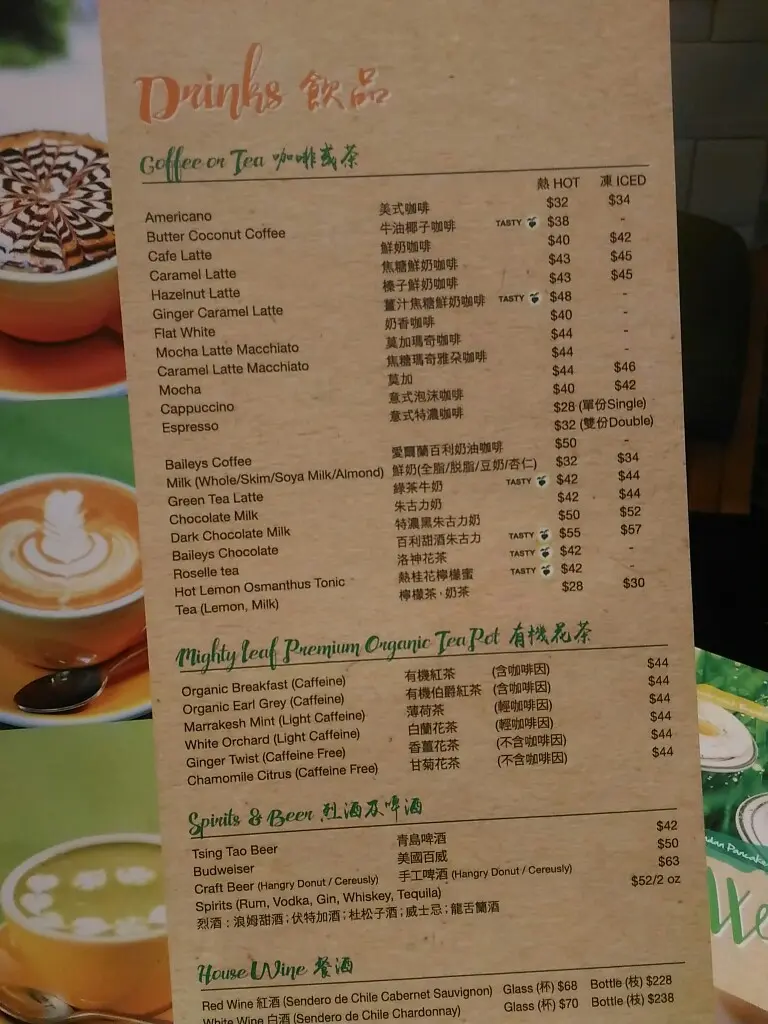 Drinks 飲品
Coffee or Tea 咖啡或茶
熱 HOT 凍 ICED
Americano 美式咖啡 $32 $34
Butter Coconut Coffee 牛油椰子咖啡 TASTY $38 -
Cafe Latte 鮮奶咖啡 $40 $42
Caramel Latte 焦糖鮮奶咖啡 $43 $45
Hazelnut Latte 榛子鮮奶咖啡 $43 $45
Ginger Caramel Latte 薑汁焦糖鮮奶咖啡 TASTY $48 -
Flat White 奶香咖啡 $40 -
Mocha Latte Macchiato 莫加瑪奇咖啡 $44 -
Caramel Latte Macchiato 焦糖瑪奇雅朵咖啡 $44 -
Mocha 莫加 $44 $46
Cappuccino 意式泡沫咖啡 $40 $42
Espresso 意式特濃咖啡 $28 (單份Single)
$32 (雙份Double)
Baileys Coffee 愛爾蘭百利奶油咖啡 $50 -
Milk (Whole/Skim/Soya Milk/Almond) 鮮奶(全脂/脱脂/豆奶/杏仁) $32 $34
Green Tea Latte 綠茶牛奶 TASTY $42 $44
Chocolate Milk 朱古力奶 $42 $44
Dark Chocolate Milk 特濃黑朱古力奶 $50 $52
Baileys Chocolate 百利甜酒朱古力 TASTY $55 $57
Roselle tea 洛神花茶 TASTY $42 -
Hot Lemon Osmanthus Tonic 熱桂花檸檬蜜 TASTY $42 -
Tea (Lemon, Milk) 檸檬茶·奶茶 $28 $30
Mighty Leaf Premium Organic Tea Pot 有機花茶
Organic Breakfast (Caffeine) 有機紅茶 (含咖啡因) $44
Organic Earl Grey (Caffeine) 有機伯爵紅茶 (含咖啡因) $44
Marrakesh Mint (Light Caffeine) 薄荷茶 (輕咖啡因) $44
White Orchard (Light Caffeine) 白蘭花茶 (輕咖啡因) $44
Ginger Twist (Caffeine Free) 香薑花茶 (不含咖啡因) $44
Chamomile Citrus (Caffeine Free) 甘菊花茶 (不含咖啡因) $44
Spirits & Beer 烈酒及啤酒
Tsing Tao Beer 青島啤酒 $42
Budweiser 美國百威 $50
Craft Beer (Hangry Donut / Cereusly) 手工啤酒 (Hangry Donut / Cereusly) $63
Spirits (Rum, Vodka, Gin, Whiskey, Tequila) $52/2 oz
烈酒：浪姆甜酒；伏特加酒；杜松子酒；威士忌；龍舌蘭酒
House Wine 餐酒
Red Wine 紅酒 (Sendero de Chile Cabernet Sauvignon) Glass (杯) $68 Bottle (枝) $228
White Wine 白酒 (Sendero de Chile Chardonnay) Glass (杯) $70 Bottle (枝) $238
Pancake